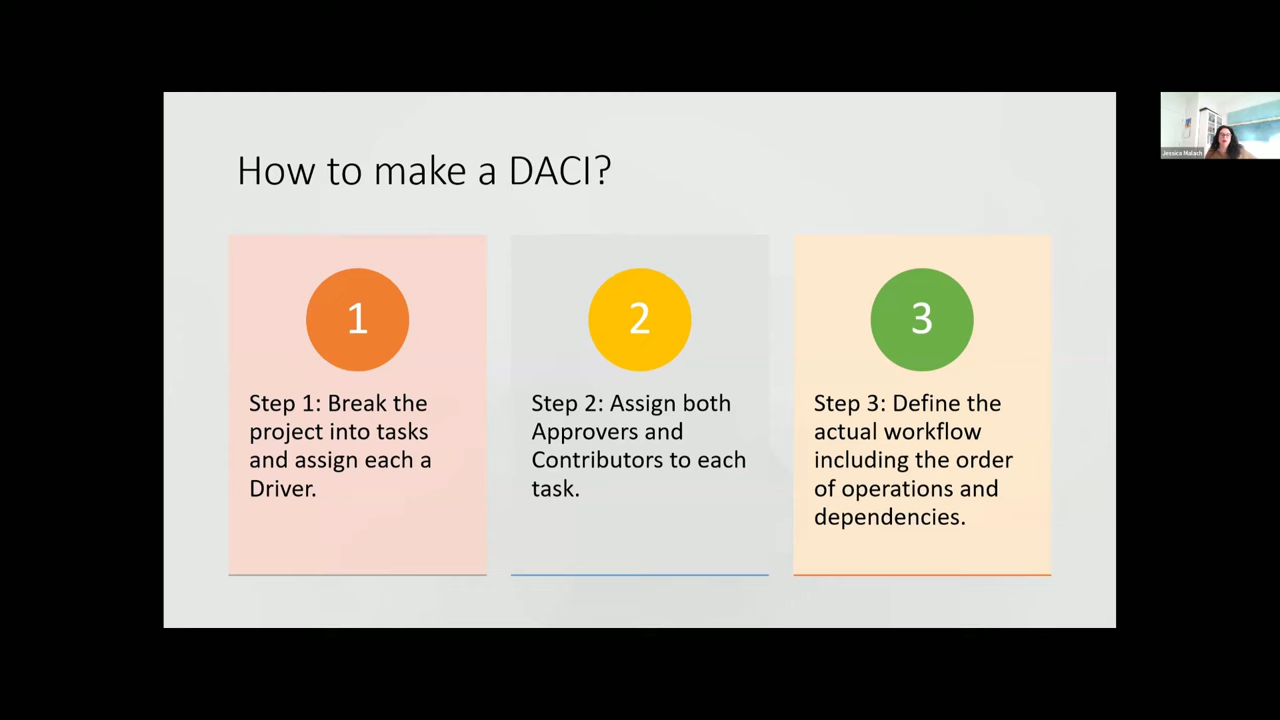 How to make a DACI?
1
Step 1: Break the
project into tasks
and assign each a
Driver.
2
Step 2: Assign both
Approvers and
Contributors to each
task.
3
Step 3: Define the
actual workflow
including the order
of operations and
dependencies.
Jessica Malach